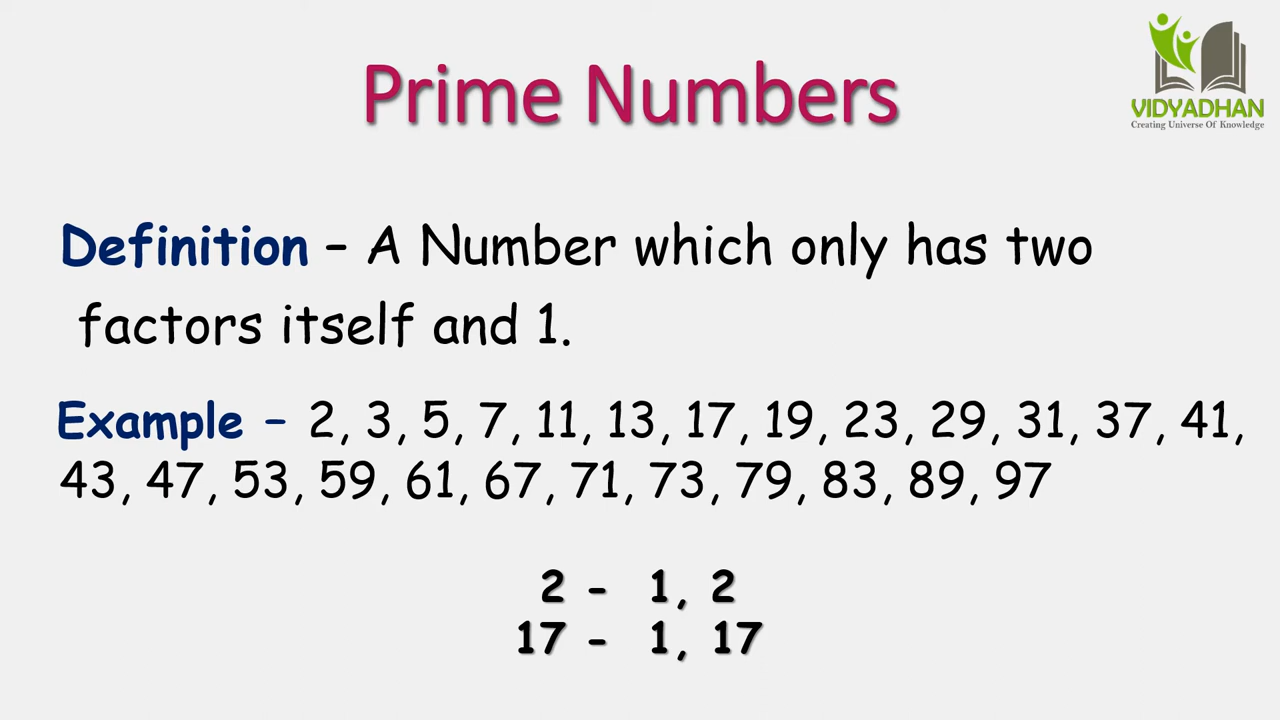 VIDYADHAN
Creating Universe Of Knowledge
Prime Numbers
Definition – A Number which only has two
factors itself and 1.
Example – 2, 3, 5, 7, 11, 13, 17, 19, 23, 29, 31, 37, 41,
43, 47, 53, 59, 61, 67, 71, 73, 79, 83, 89, 97
2 - 1, 2
17 - 1, 17